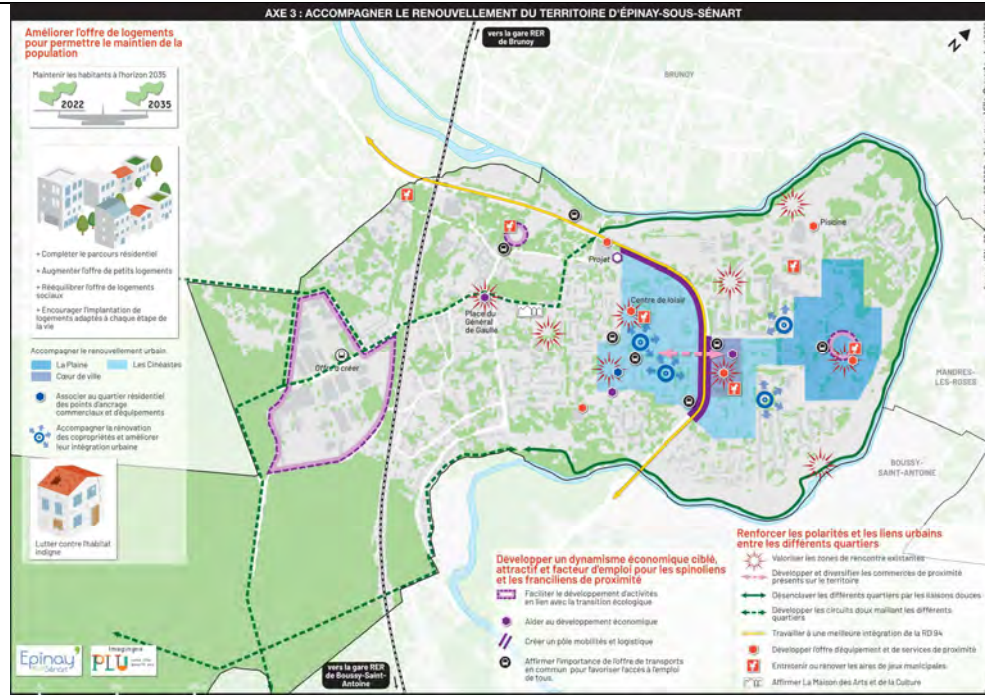 AXE 3 : ACCOMPAGNER LE RENOUVELLEMENT DU TERRITOIRE D'ÉPINAY-SOUS-SÉNART
Améliorer l'offre de logements
pour permettre le maintien de la
population
Maintenir les habitants à l'horizon 2035
2022
2035
+ Compléter le parcours résidentiel
+ Augmenter l'offre de petits logements
+ Rééquilibrer l'offre de logements
sociaux
+ Encourager l'implantation de
logements adaptés à chaque étape de
la vie
Accompagner le renouvellement urbain
La Plaine
Les Cinéastes
Cœur de ville
Associer au quartier résidentiel
des points d'ancrage
commerciaux et d'équipements
Accompagner la rénovation
des copropriétés et améliorer
leur intégration urbaine
Lutter contre l'habitat
indigne
vers la gare RER
de Brunoy
N
BRUNOY
Piscine
Projet
Centre de loisir
Place du
Général
de Gaulle
Offre à créer
MANDRES-
LES-ROSES
BOUSSY-
SAINT-ANTOINE
vers la gare RER
de Boussy-Saint-
Antoine
Développer un dynamisme économique ciblé,
attractif et facteur d'emploi pour les spinoliens
et les franciliens de proximité
Faciliter le développement d'activités
en lien avec la transition écologique
Aider au développement économique
Créer un pôle mobilités et logistique
Affirmer l'importance de l'offre de transports
en commun pour favoriser l'accès à l'emploi
de tous.
Renforcer les polarités et les liens urbains
entre les différents quartiers
Valoriser les zones de rencontre existantes
Développer et diversifier les commerces de proximité
présents sur le territoire
Désenclaver les différents quartiers par les liaisons douces
Développer les circuits doux maillant les différents
quartiers
Travailler à une meilleure intégration de la RD 94
Développer l'offre d'équipement et de services de proximité
Entretenir ou rénover les aires de jeux municipales
Affirmer La Maison des Arts et de la Culture
Épinay
sous Sénart
Imaginons
PLU